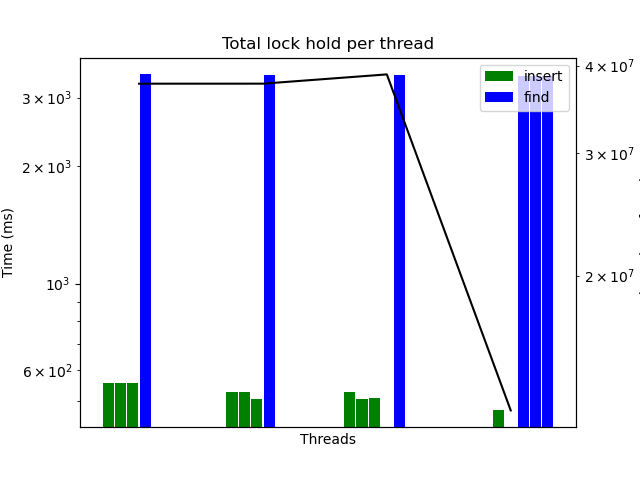 Total lock hold per thread
insert
find
3 × 10³
2 × 10³
10³
6 × 10²
4 × 10⁷
3 × 10⁷
2 × 10⁷
Time (ms)
Threads